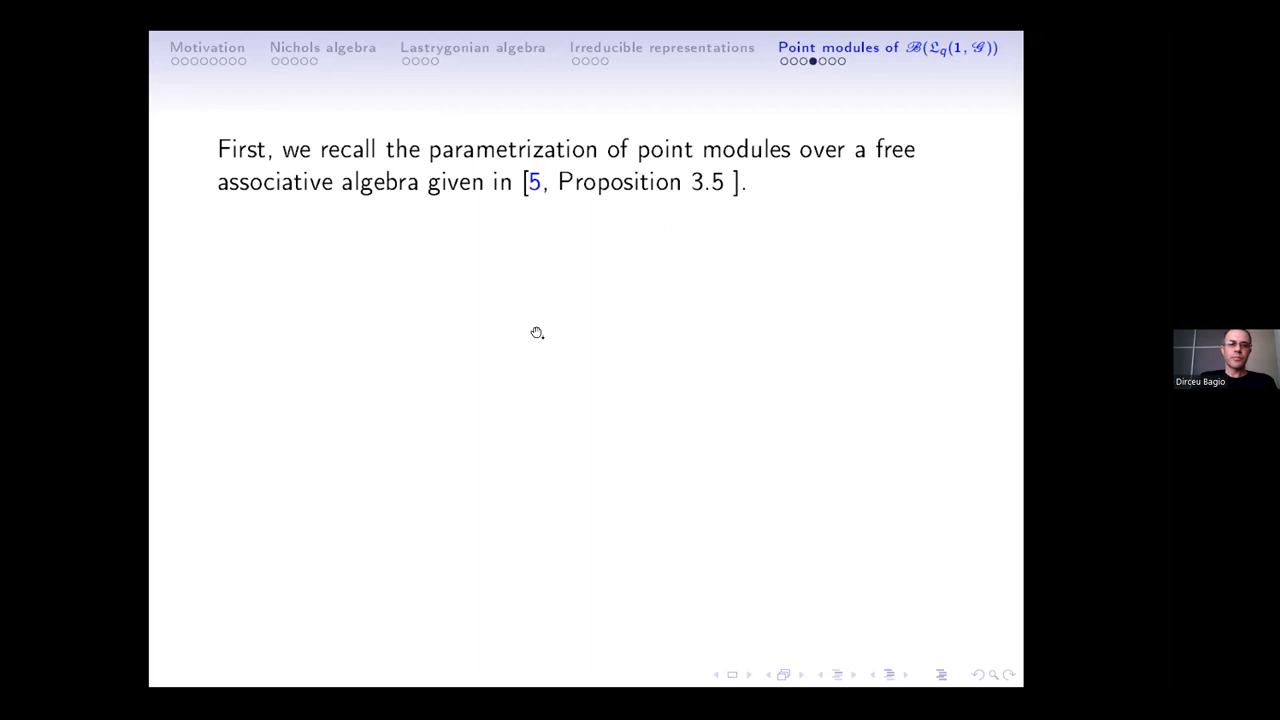 Motivation Nichols algebra Lastrygonian algebra Irreducible representations Point modules of ℬ(𝔏q(1, 𝒢))
First, we recall the parametrization of point modules over a free
associative algebra given in [5, Proposition 3.5 ].
Dirceu Bagio